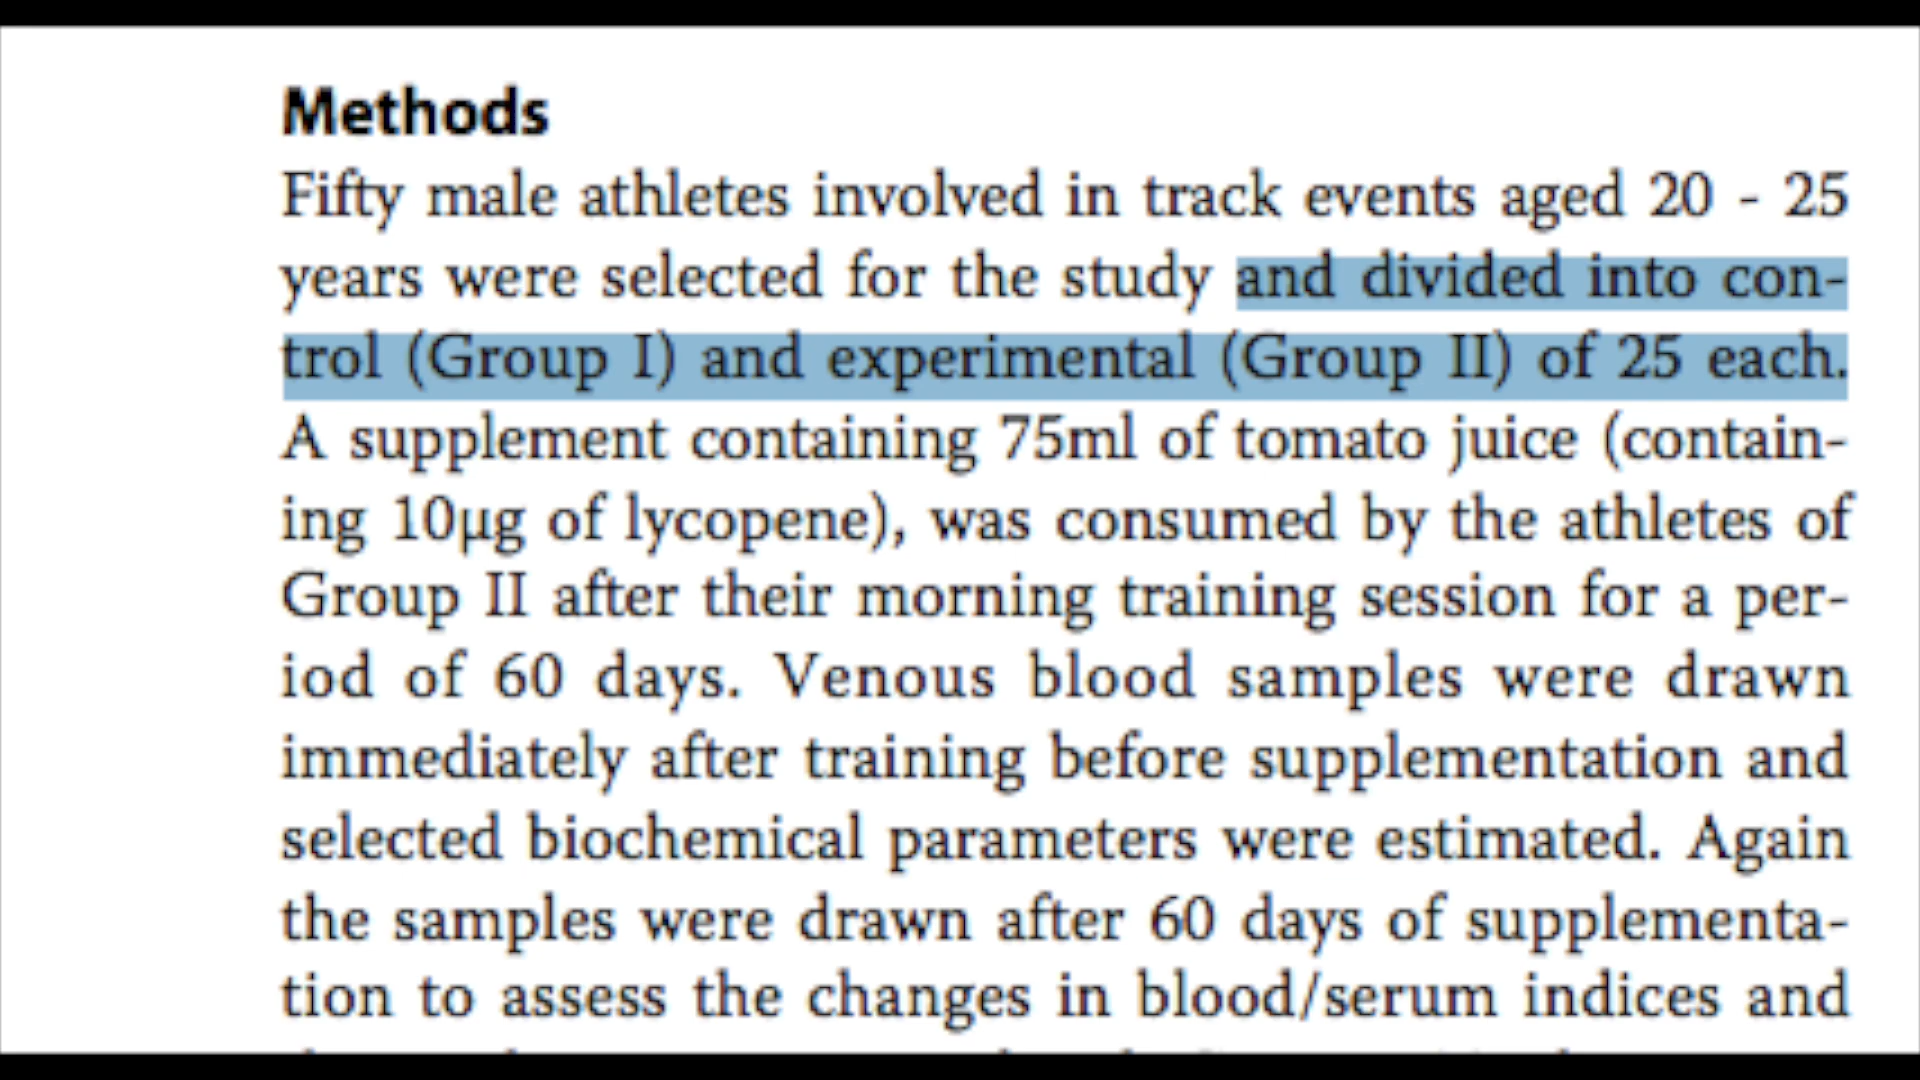 Methods
Fifty male athletes involved in track events aged 20 - 25
years were selected for the study and divided into con-
trol (Group I) and experimental (Group II) of 25 each.
A supplement containing 75ml of tomato juice (contain-
ing 10µg of lycopene), was consumed by the athletes of
Group II after their morning training session for a per-
iod of 60 days. Venous blood samples were drawn
immediately after training before supplementation and
selected biochemical parameters were estimated. Again
the samples were drawn after 60 days of supplementa-
tion to assess the changes in blood/serum indices and